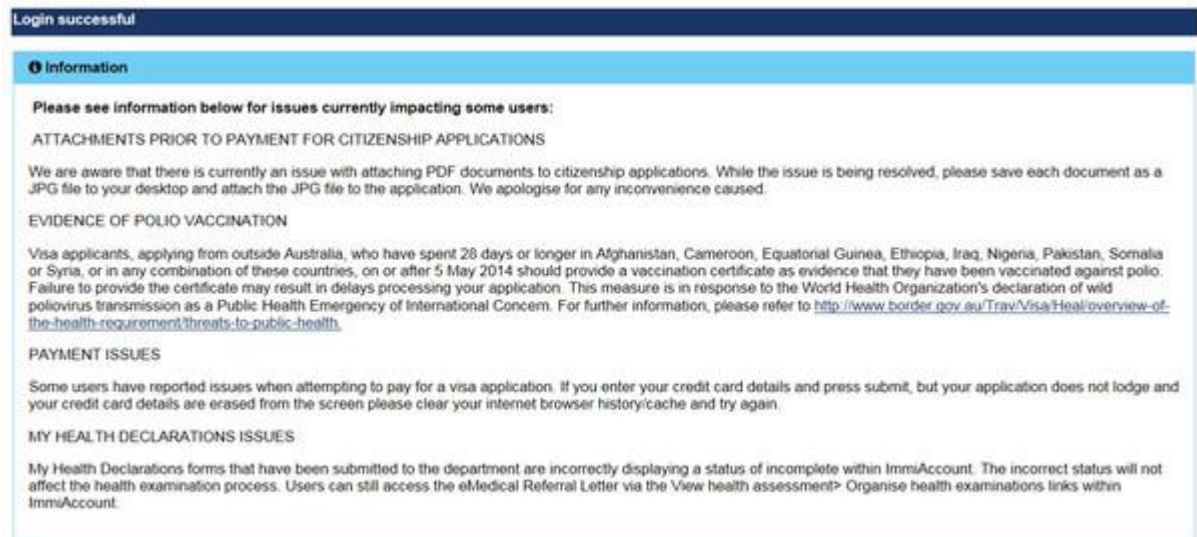 Login successful
Information
Please see information below for issues currently impacting some users:
ATTACHMENTS PRIOR TO PAYMENT FOR CITIZENSHIP APPLICATIONS
We are aware that there is currently an issue with attaching PDF documents to citizenship applications. While the issue is being resolved, please save each document as a
JPG file to your desktop and attach the JPG file to the application. We apologise for any inconvenience caused.
EVIDENCE OF POLIO VACCINATION
Visa applicants, applying from outside Australia, who have spent 28 days or longer in Afghanistan, Cameroon, Equatorial Guinea, Ethiopia, Iraq, Nigeria, Pakistan, Somalia
or Syria, or in any combination of these countries, on or after 5 May 2014 should provide a vaccination certificate as evidence that they have been vaccinated against polio.
Failure to provide the certificate may result in delays processing your application. This measure is in response to the World Health Organization's declaration of wild
poliovirus transmission as a Public Health Emergency of International Concern. For further information, please refer to http://www.border.gov.au/Trav/Visa/Heal/overview-of-
the-health-requirement/threats-to-public-health.
PAYMENT ISSUES
Some users have reported issues when attempting to pay for a visa application. If you enter your credit card details and press submit, but your application does not lodge and
your credit card details are erased from the screen please clear your internet browser history/cache and try again.
MY HEALTH DECLARATIONS ISSUES
My Health Declarations forms that have been submitted to the department are incorrectly displaying a status of incomplete within ImmiAccount. The incorrect status will not
affect the health examination process. Users can still access the eMedical Referral Letter via the View health assessment> Organise health examinations links within
ImmiAccount.